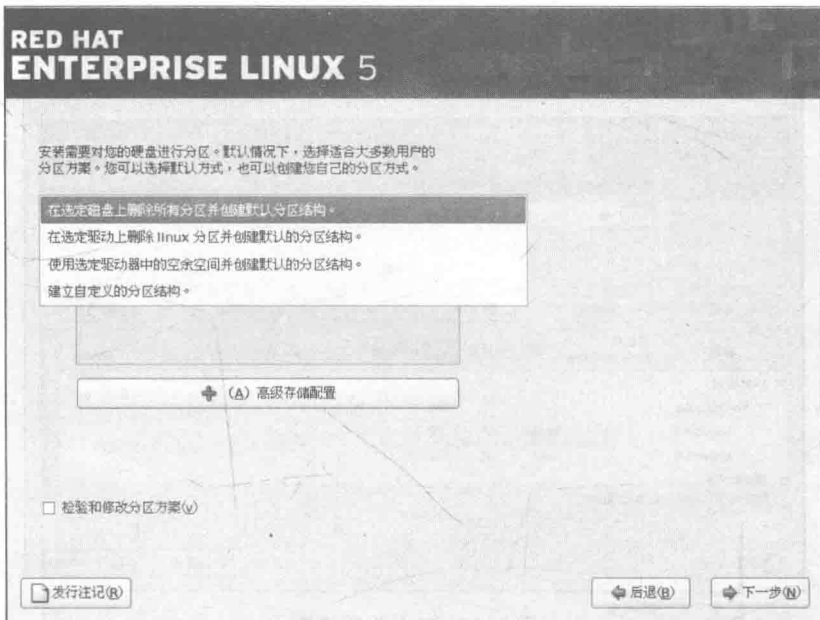 RED HAT
ENTERPRISE LINUX 5
安装需要对您的硬盘进行分区。默认情况下，选择适合大多数用户的
分区方案。您可以选择默认方式，也可以创建您自己的分区方式。
在选定磁盘上删除所有分区并创建默认分区结构。
在选定驱动上删除 linux 分区并创建默认的分区结构。
使用选定驱动器中的空余空间并创建默认的分区结构。
建立自定义的分区结构。
(A) 高级存储配置
检验和修改分区方案(v)
发行注记(R)
后退(B)
下一步(N)